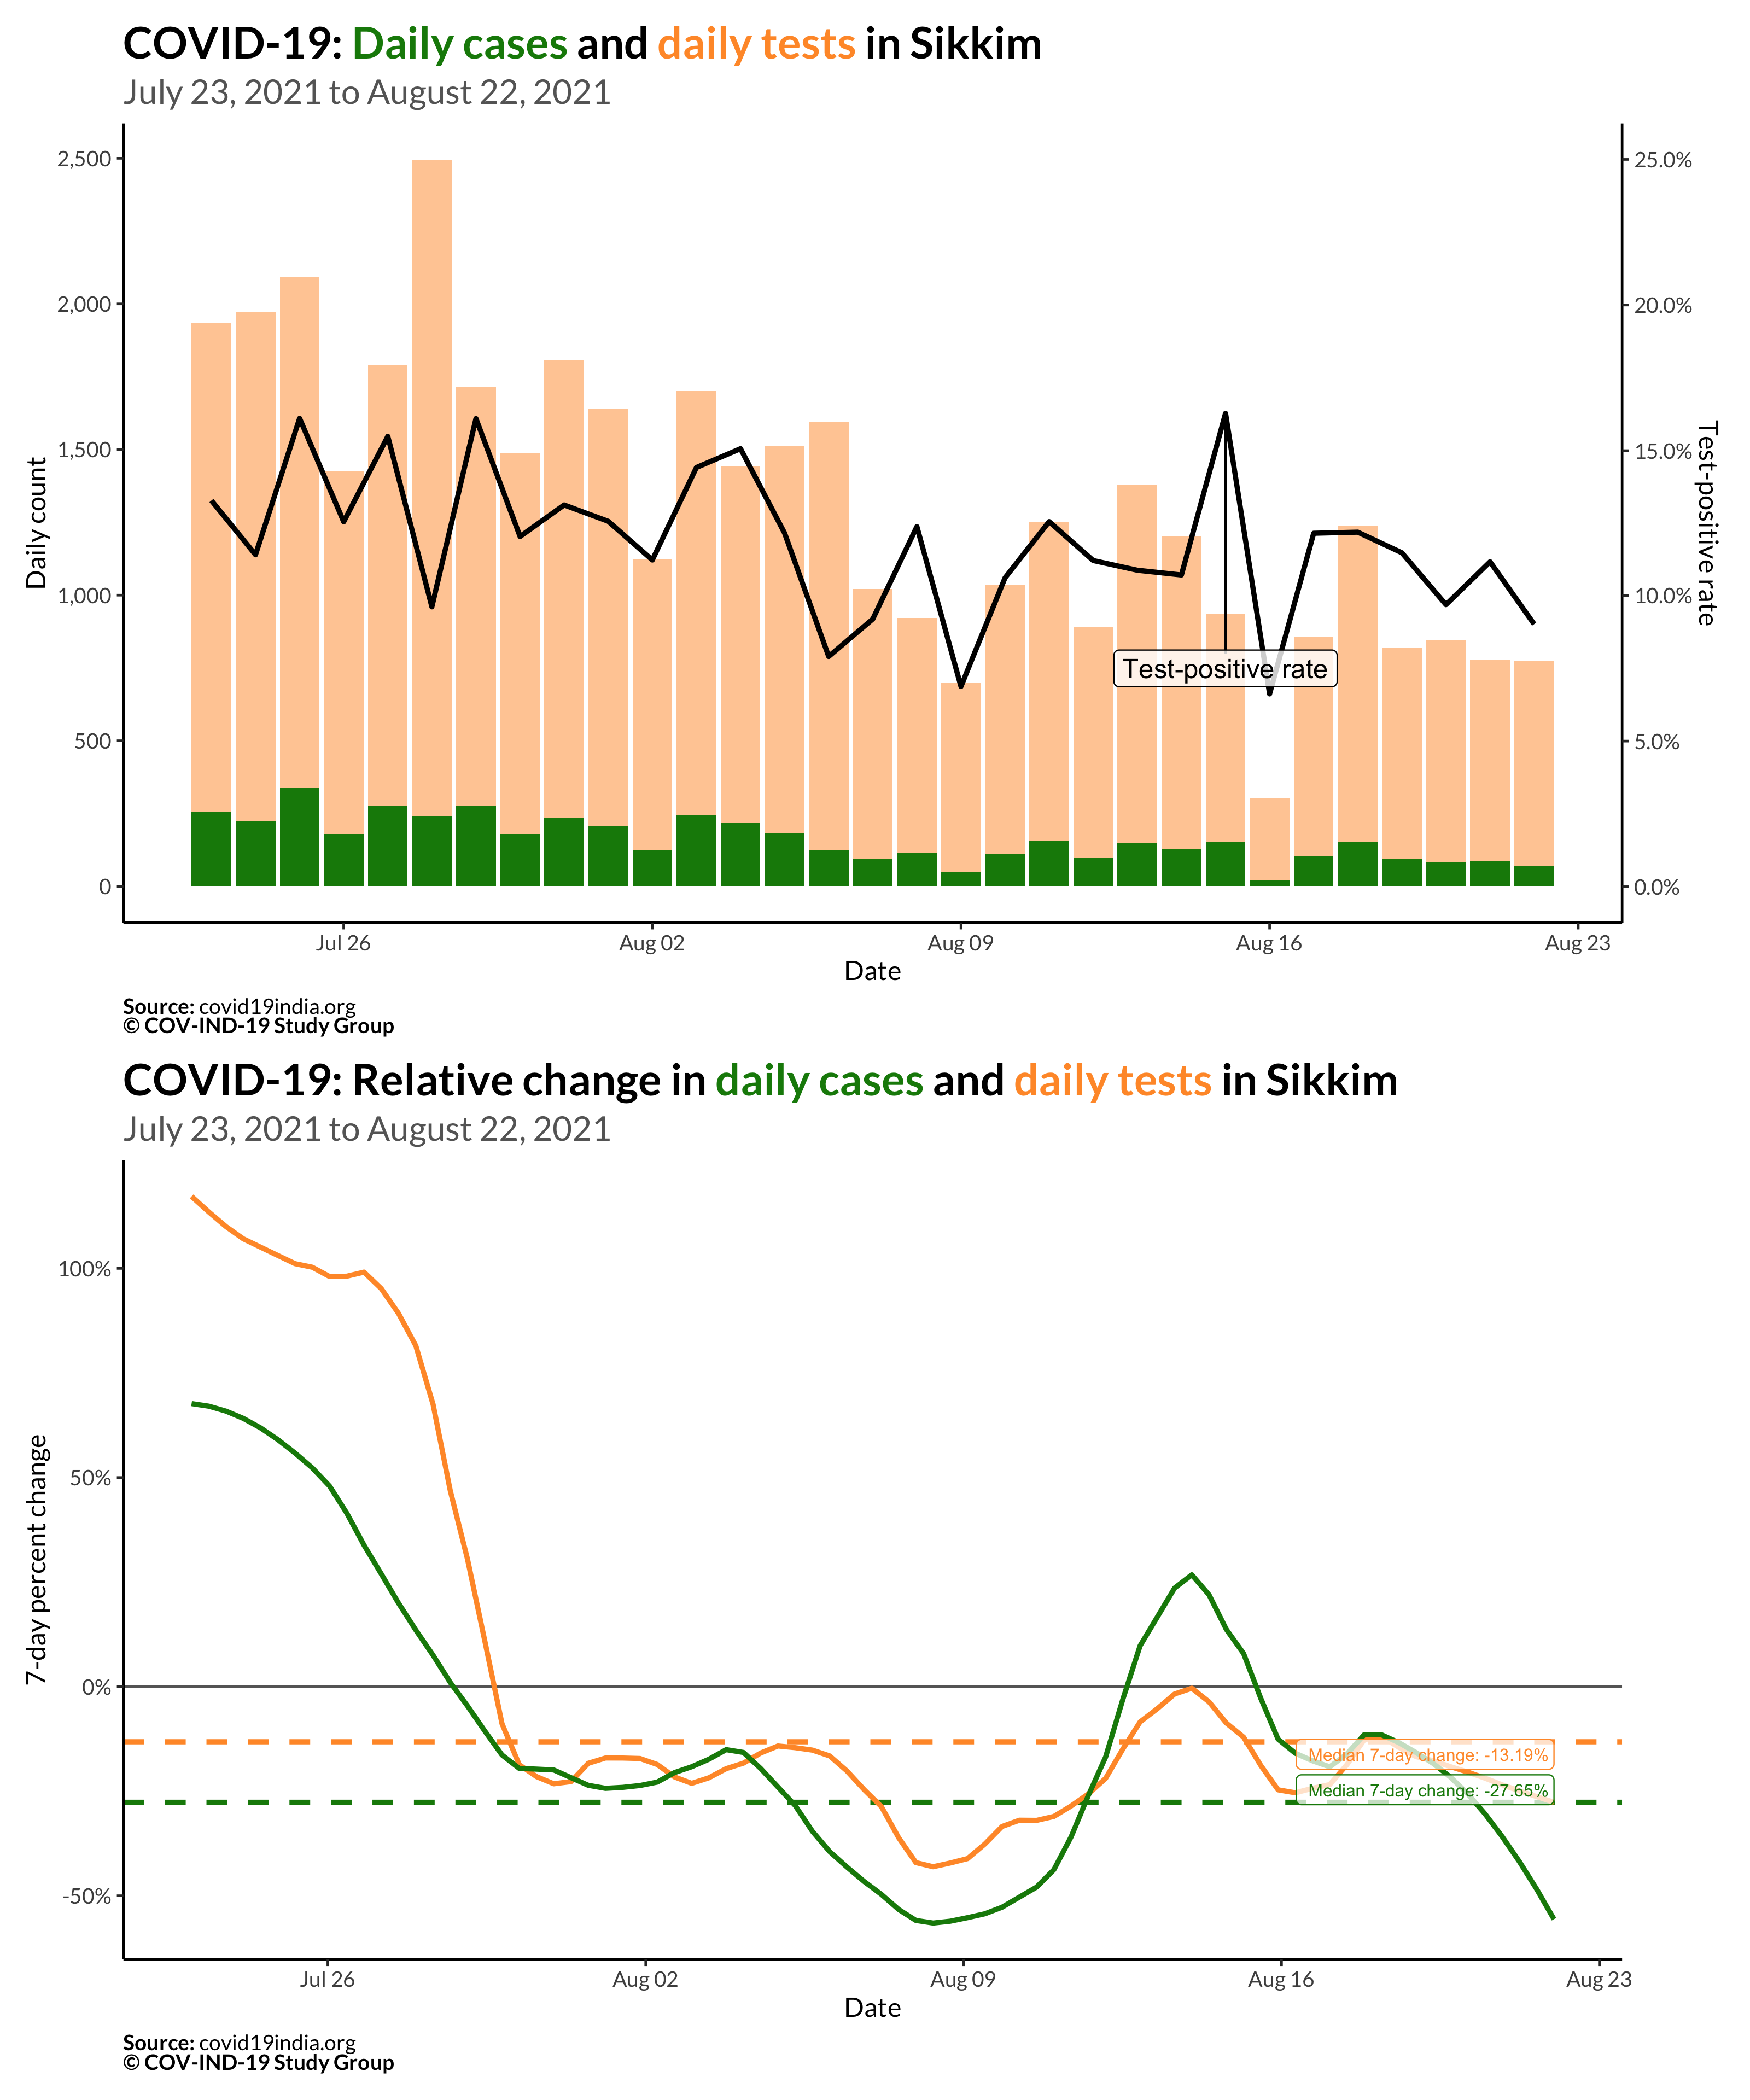 COVID-19: Daily cases and daily tests in Sikkim
July 23, 2021 to August 22, 2021
2,500
2,000
1,500
1,000
500
0
Daily count
25.0%
20.0%
15.0%
10.0%
5.0%
0.0%
Test-positive rate
Test-positive rate
Jul 26
Aug 02
Aug 09
Aug 16
Aug 23
Date
Source: covid19india.org
© COV-IND-19 Study Group
COVID-19: Relative change in daily cases and daily tests in Sikkim
July 23, 2021 to August 22, 2021
100%
50%
0%
-50%
7-day percent change
Median 7-day change: -13.19%
Median 7-day change: -27.65%
Jul 26
Aug 02
Aug 09
Aug 16
Aug 23
Date
Source: covid19india.org
© COV-IND-19 Study Group